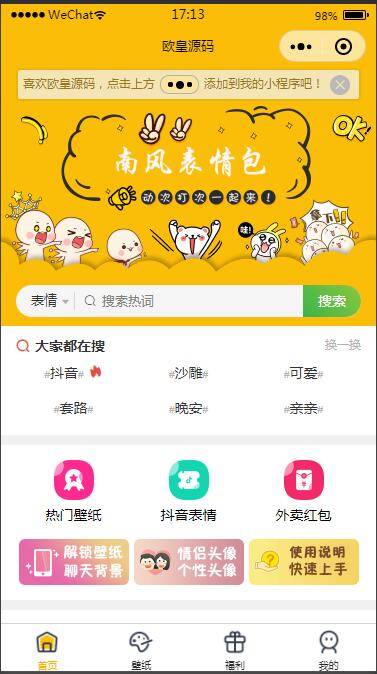 WeChat 17:13 98%
欧皇源码
喜欢欧皇源码，点击上方 添加到我的小程序吧！
OK
南风表情包
动次打次一起来！
拿下!!
哇!
表情 搜索热词 搜索
大家都在搜 换一换
#抖音# #沙雕# #可爱#
#套路# #晚安# #亲亲#
热门壁纸 抖音表情 外卖红包
解锁壁纸 情侣头像 使用说明
聊天背景 个性头像 快速上手
首页 壁纸 福利 我的